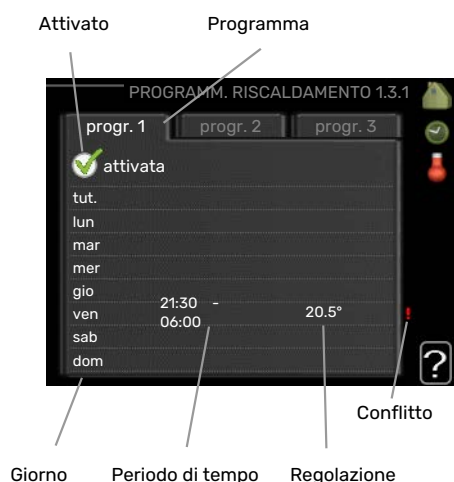 Attivato Programma
PROGRAMM. RISCALDAMENTO 1.3.1
progr. 1 progr. 2 progr. 3
attivata
tut.
lun
mar
mer
gio
21:30 -
ven 20.5° !
06:00
sab
dom
?
Conflitto
Giorno Periodo di tempo Regolazione